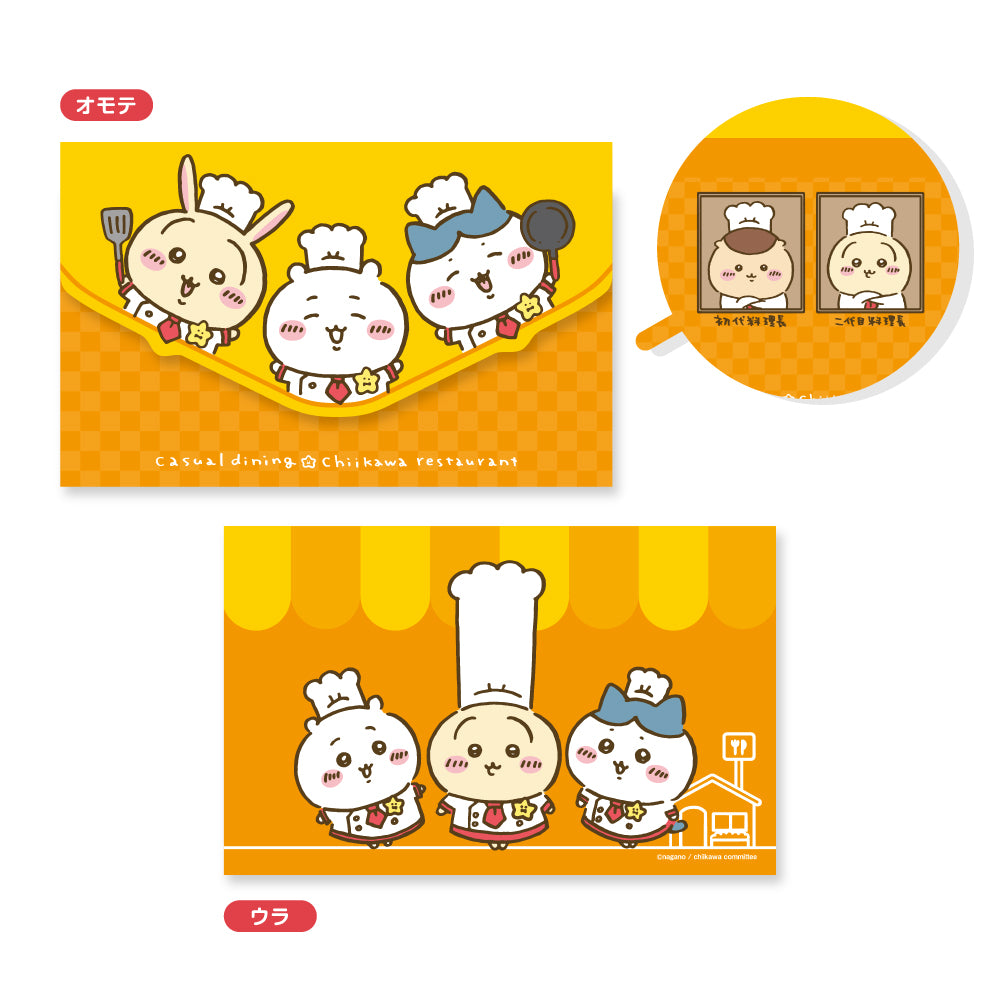 オモテ
初代料理長
二代目料理長
casual dining ☆ chiikawa restaurant
ウラ
©nagano / chiikawa committee